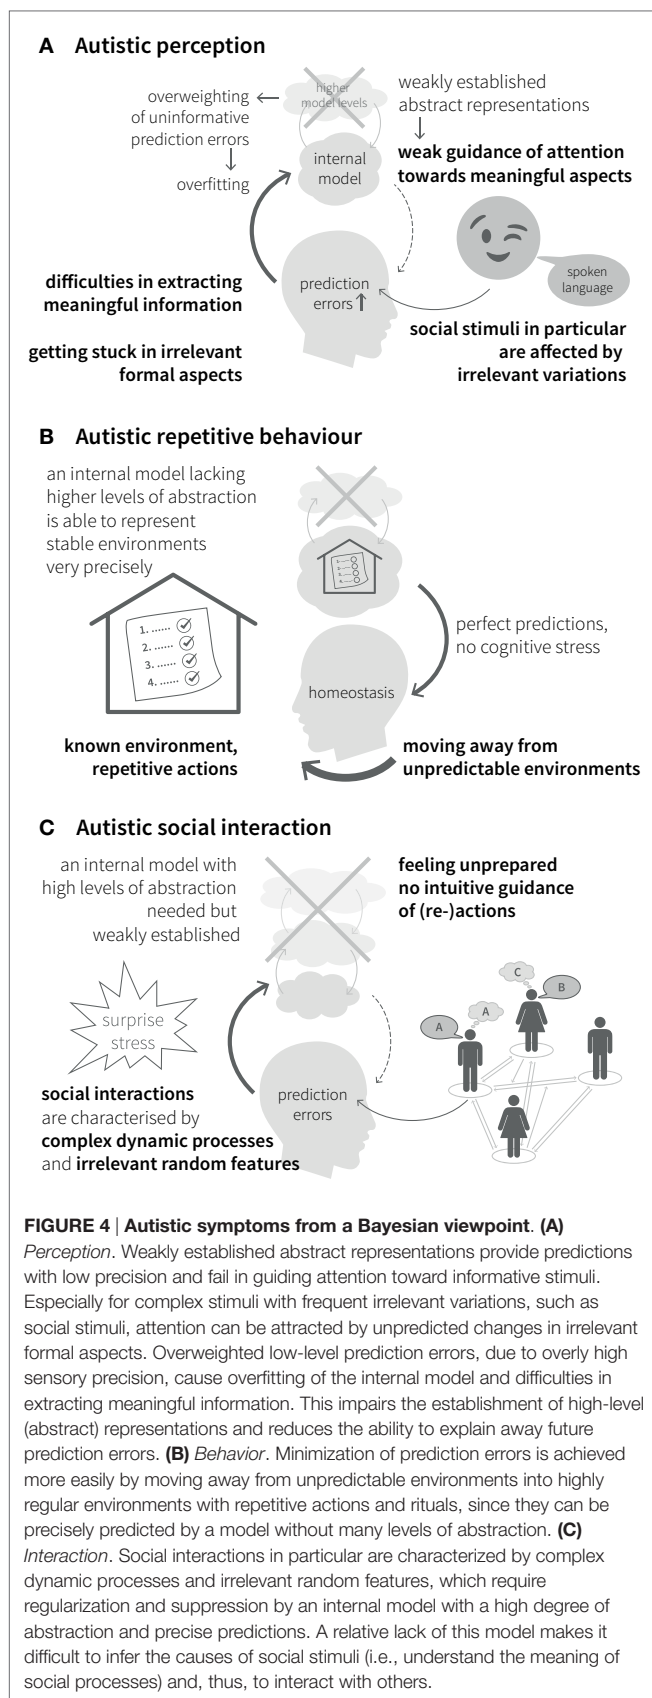 A Autistic perception
higher
model levels
overweighting
of uninformative
prediction errors
overfitting
weakly established
abstract representations
weak guidance of attention
towards meaningful aspects
internal
model
difficulties in extracting
meaningful information
getting stuck in irrelevant
formal aspects
prediction
errors
spoken
language
social stimuli in particular
are affected by
irrelevant variations
B Autistic repetitive behaviour
an internal model lacking
higher levels of abstraction
is able to represent
stable environments
very precisely
1. ......
2. ......
3. ......
4. ......
perfect predictions,
no cognitive stress
homeostasis
known environment,
repetitive actions
moving away from
unpredictable environments
C Autistic social interaction
an internal model with
high levels of abstraction
needed but
weakly established
feeling unprepared
no intuitive guidance
of (re-)actions
surprise
stress
C
B
A
A
social interactions
are characterised by
complex dynamic processes
and irrelevant random features
prediction
errors
FIGURE 4 | Autistic symptoms from a Bayesian viewpoint. (A)
Perception. Weakly established abstract representations provide predictions
with low precision and fail in guiding attention toward informative stimuli.
Especially for complex stimuli with frequent irrelevant variations, such as
social stimuli, attention can be attracted by unpredicted changes in irrelevant
formal aspects. Overweighted low-level prediction errors, due to overly high
sensory precision, cause overfitting of the internal model and difficulties in
extracting meaningful information. This impairs the establishment of high-level
(abstract) representations and reduces the ability to explain away future
prediction errors. (B) Behavior. Minimization of prediction errors is achieved
more easily by moving away from unpredictable environments into highly
regular environments with repetitive actions and rituals, since they can be
precisely predicted by a model without many levels of abstraction. (C)
Interaction. Social interactions in particular are characterized by complex
dynamic processes and irrelevant random features, which require
regularization and suppression by an internal model with a high degree of
abstraction and precise predictions. A relative lack of this model makes it
difficult to infer the causes of social stimuli (i.e., understand the meaning of
social processes) and, thus, to interact with others.